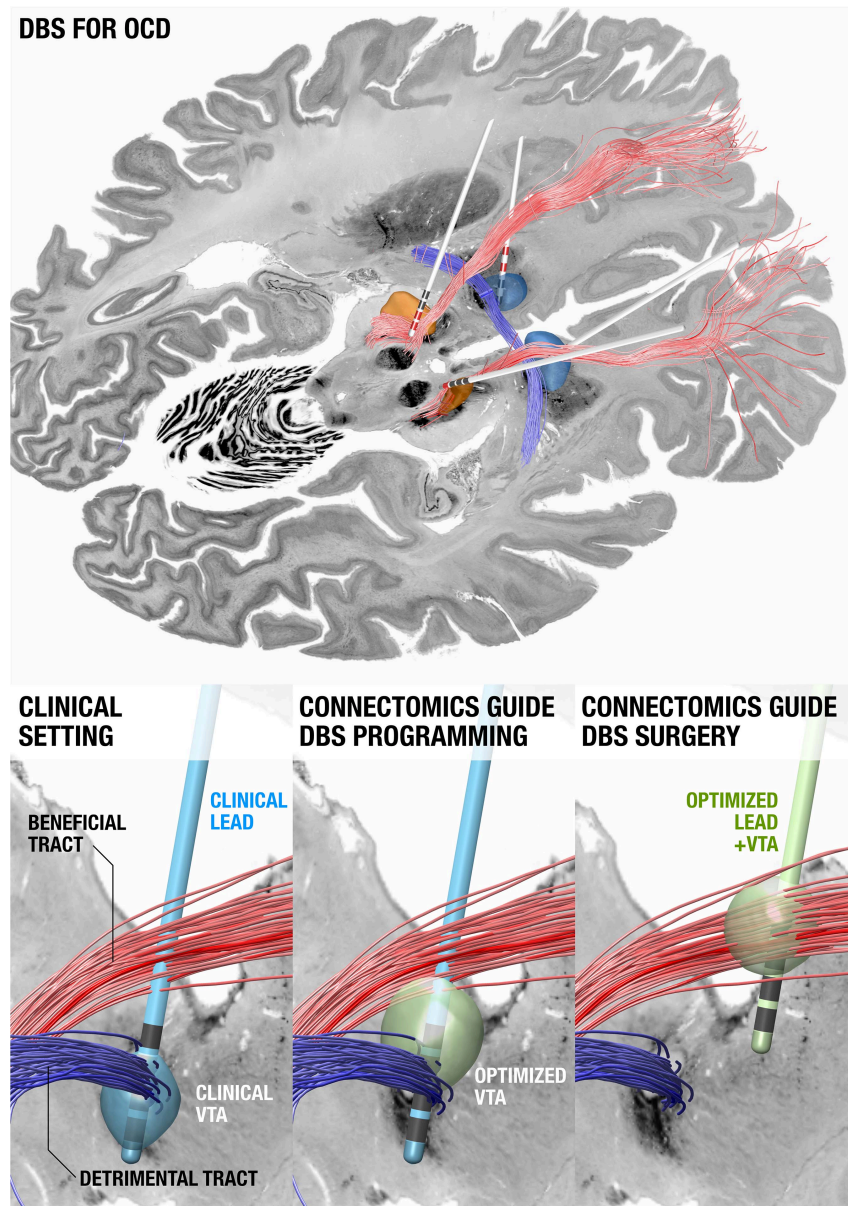 DBS FOR OCD
CLINICAL
SETTING
CLINICAL
LEAD
BENEFICIAL
TRACT
CLINICAL
VTA
DETRIMENTAL TRACT
CONNECTOMICS GUIDE
DBS PROGRAMMING
OPTIMIZED
VTA
CONNECTOMICS GUIDE
DBS SURGERY
OPTIMIZED
LEAD
+VTA